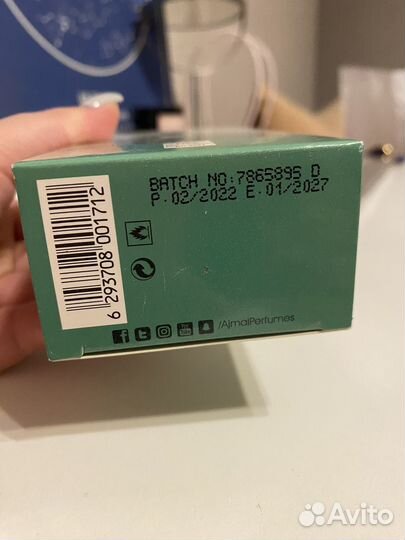 BATCH NO:7865895 D
P.02/2022 E.01/2027
6 293708 001712
/AjmalPerfumes
Avito